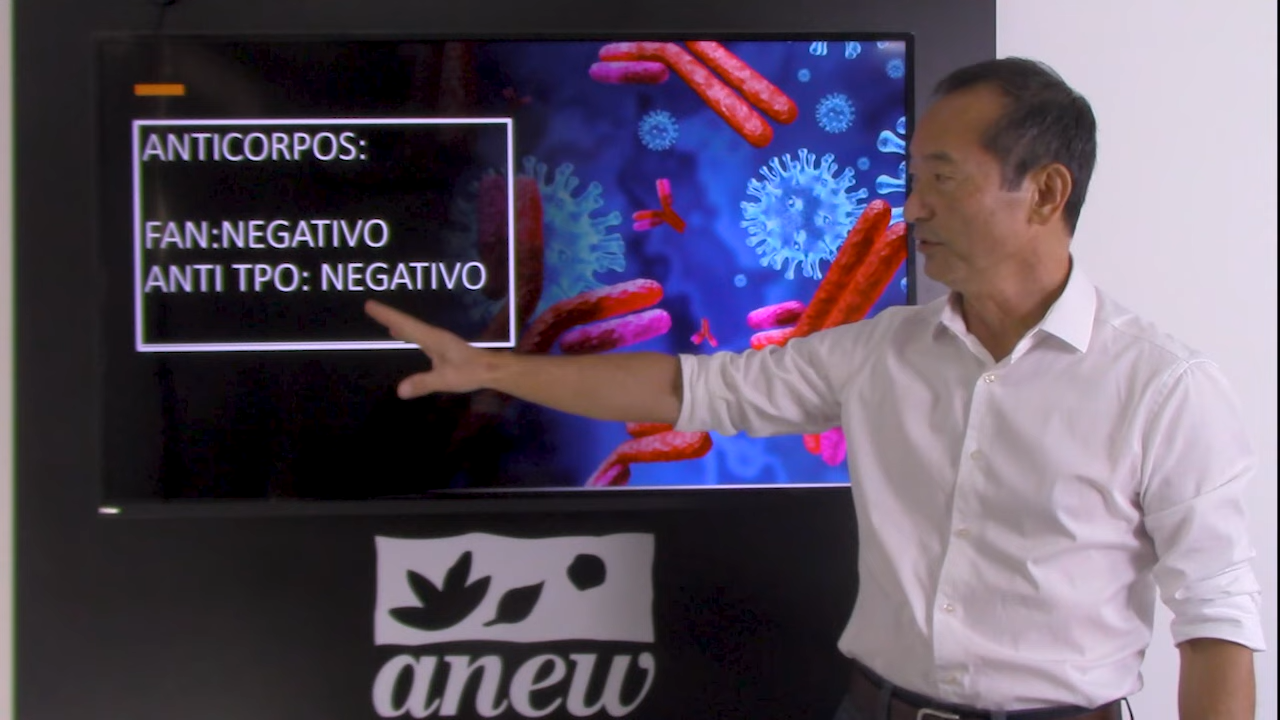 ANTICORPOS:
FAN:NEGATIVO
ANTI TPO: NEGATIVO
anew